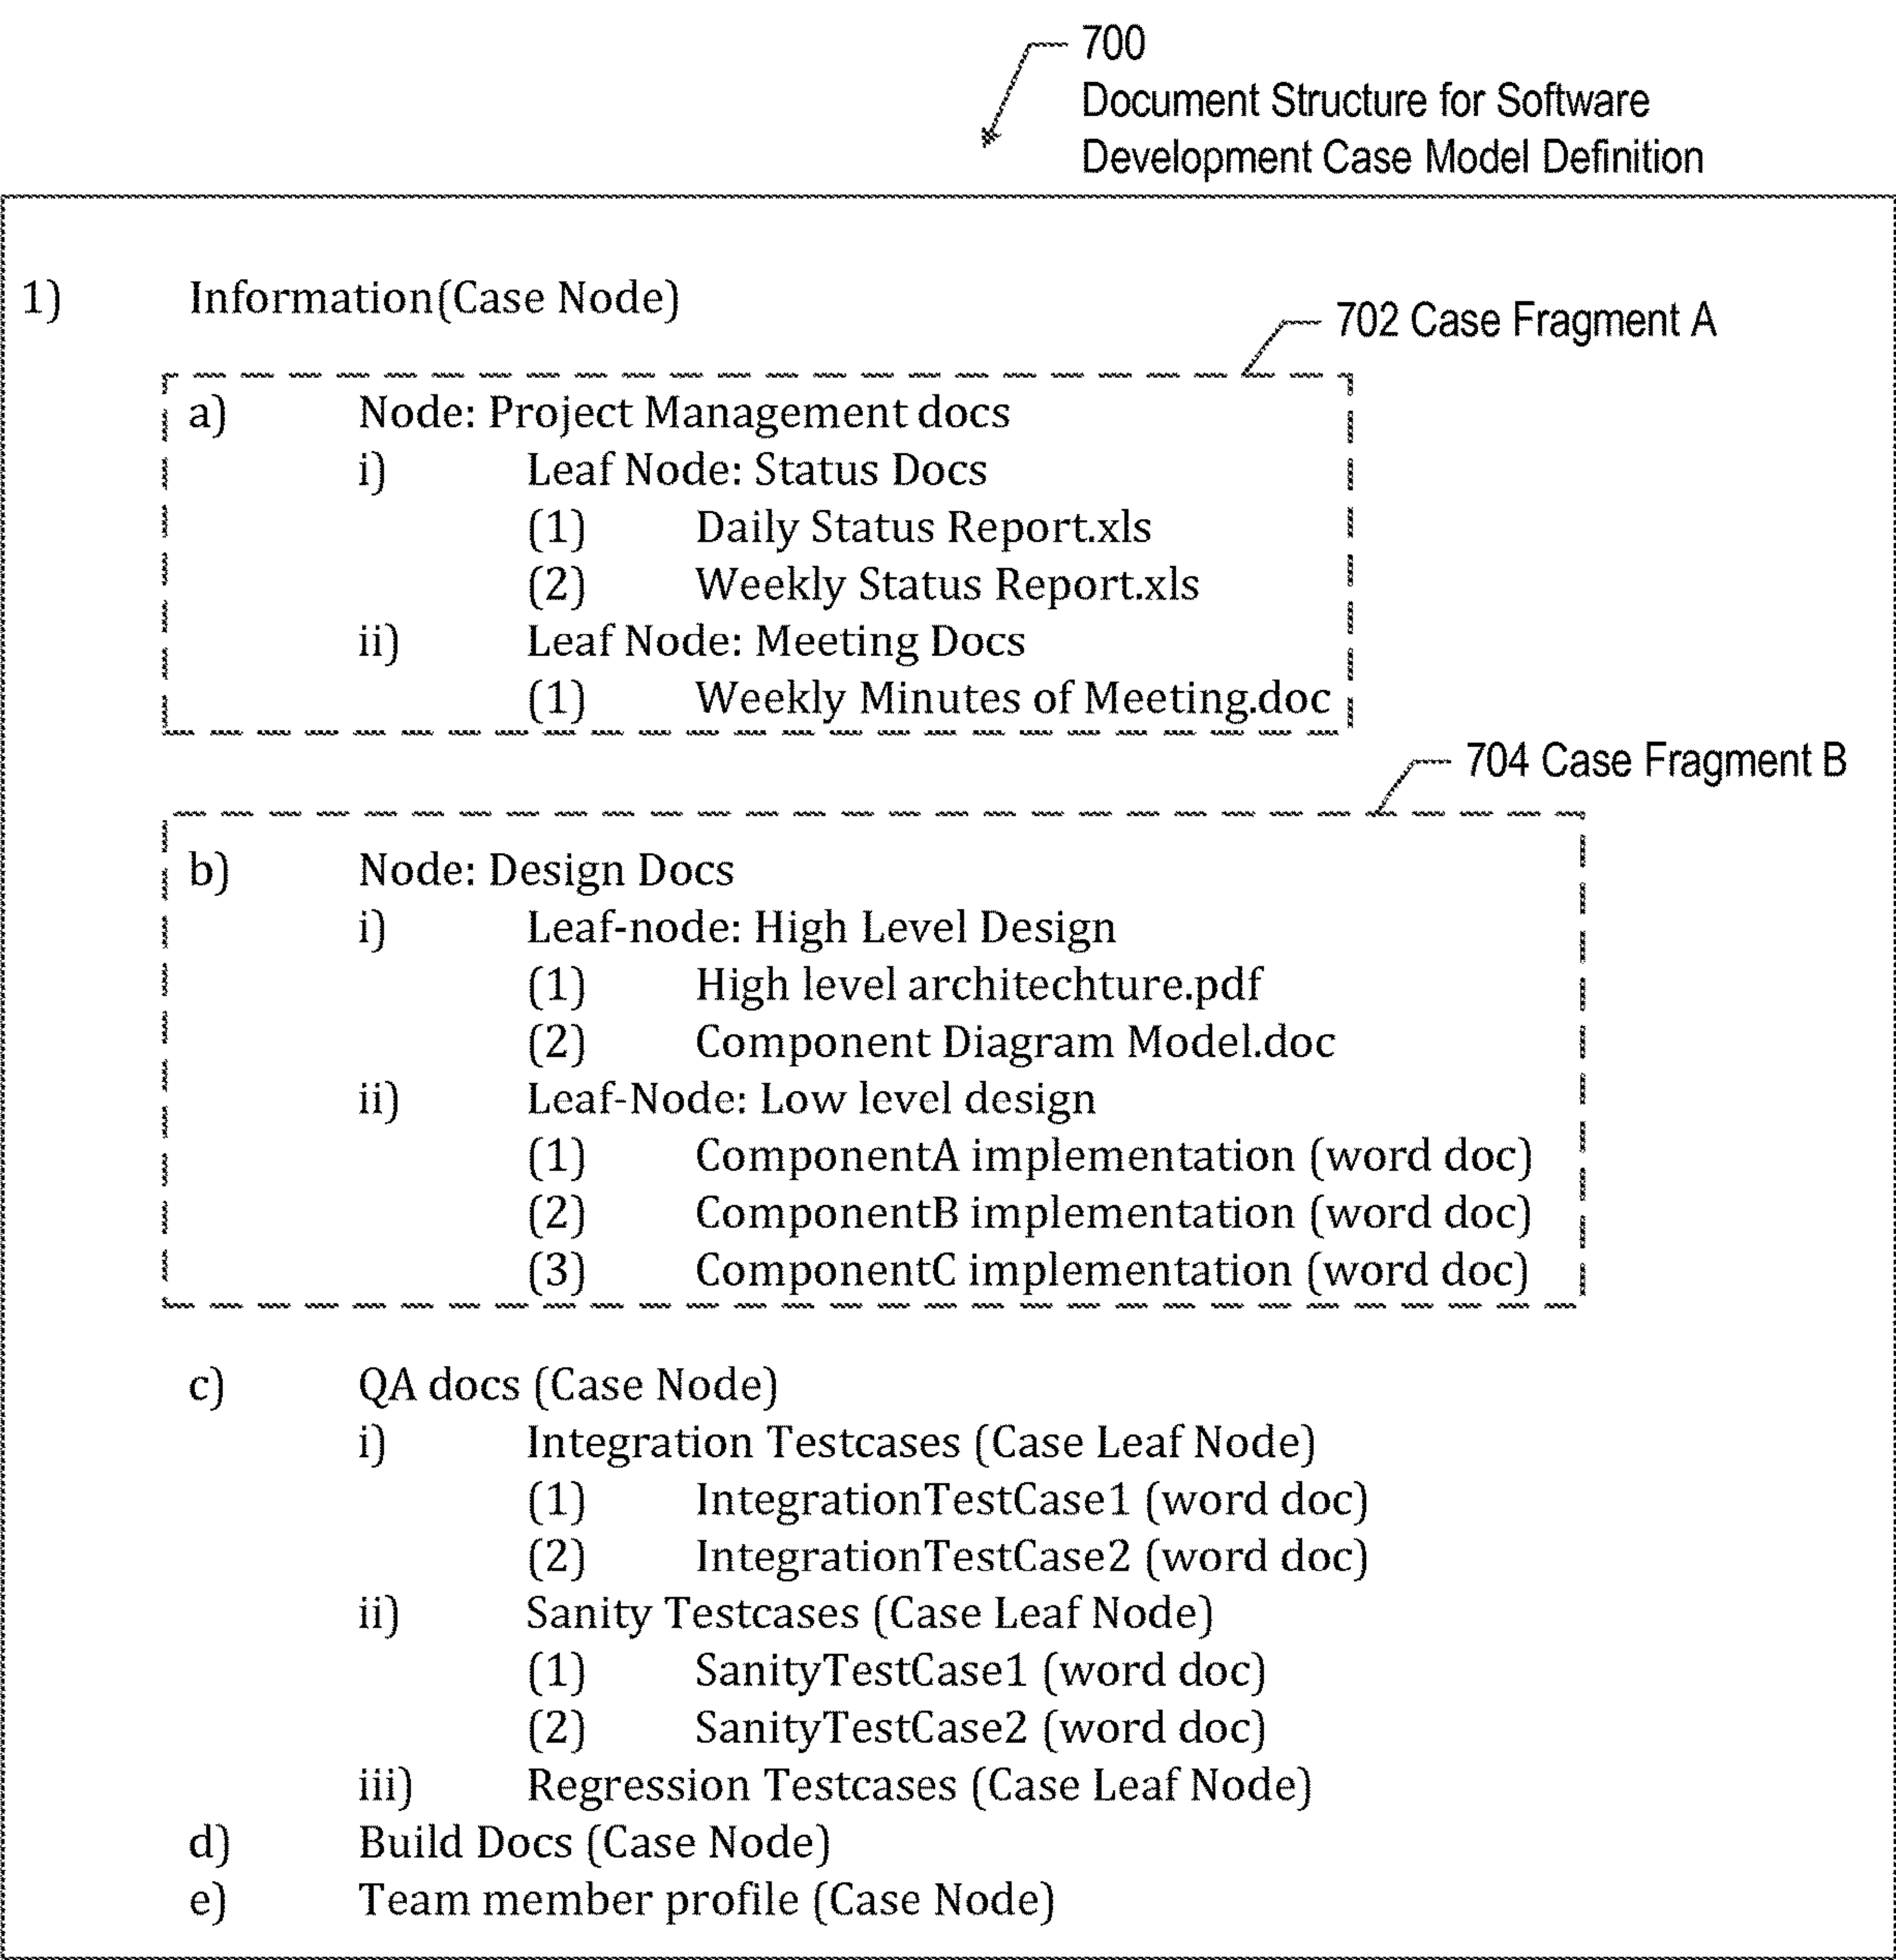 700
Document Structure for Software
Development Case Model Definition
1) Information(Case Node)
702 Case Fragment A
a) Node: Project Management docs
i) Leaf Node: Status Docs
(1) Daily Status Report.xls
(2) Weekly Status Report.xls
ii) Leaf Node: Meeting Docs
(1) Weekly Minutes of Meeting.doc
704 Case Fragment B
b) Node: Design Docs
i) Leaf-node: High Level Design
(1) High level architechture.pdf
(2) Component Diagram Model.doc
ii) Leaf-Node: Low level design
(1) ComponentA implementation (word doc)
(2) ComponentB implementation (word doc)
(3) ComponentC implementation (word doc)
c) QA docs (Case Node)
i) Integration Testcases (Case Leaf Node)
(1) IntegrationTestCase1 (word doc)
(2) IntegrationTestCase2 (word doc)
ii) Sanity Testcases (Case Leaf Node)
(1) SanityTestCase1 (word doc)
(2) SanityTestCase2 (word doc)
iii) Regression Testcases (Case Leaf Node)
d) Build Docs (Case Node)
e) Team member profile (Case Node)